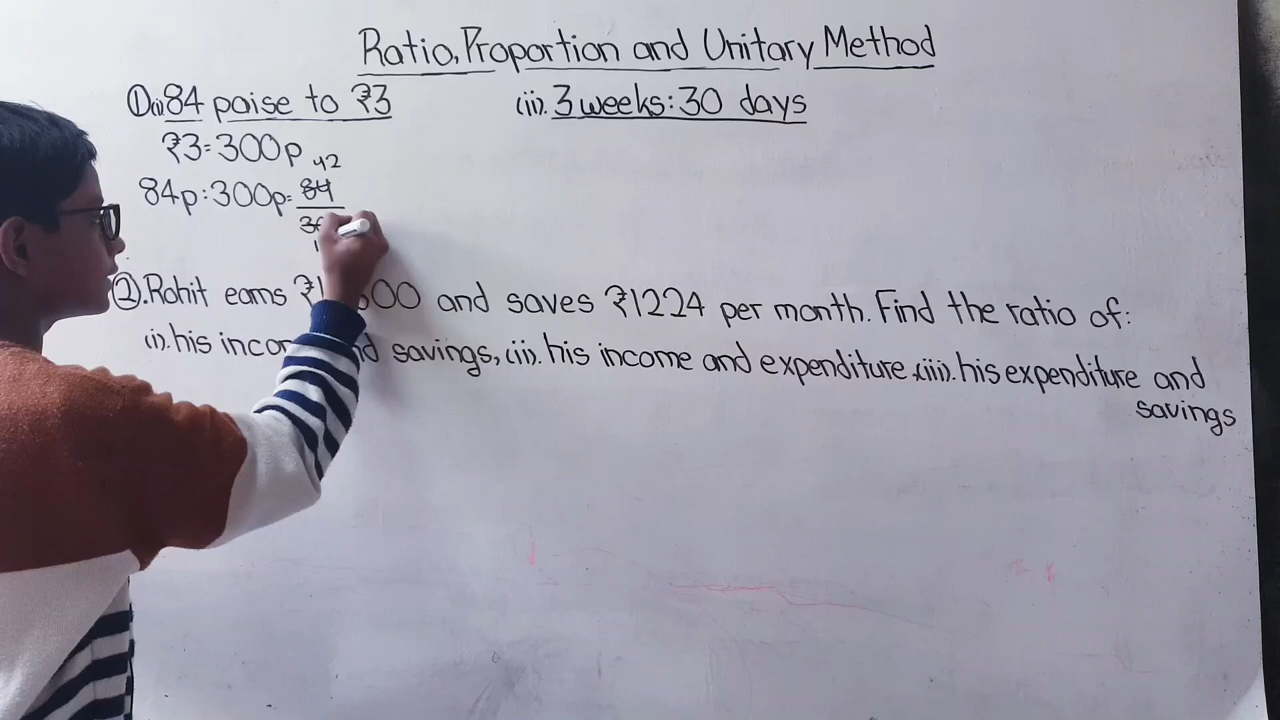 Ratio, Proportion and Unitary Method
①(i) 84 paise to ₹3
(ii). 3 weeks : 30 days
₹3 = 300p
42
84p : 300p = 84
②. Rohit earns and saves ₹1224 per month. Find the ratio of:
(i). his savings, (ii). his income and expenditure (iii). his expenditure and
savings